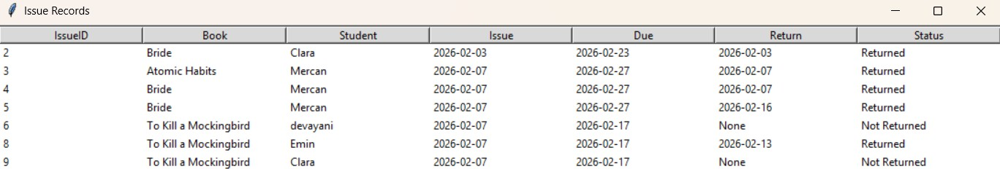 Issue Records
IssueID Book Student Issue Due Return Status
2 Bride Clara 2026-02-03 2026-02-23 2026-02-03 Returned
3 Atomic Habits Mercan 2026-02-07 2026-02-27 2026-02-07 Returned
4 Bride Mercan 2026-02-07 2026-02-27 2026-02-07 Returned
5 Bride Mercan 2026-02-07 2026-02-27 2026-02-16 Returned
6 To Kill a Mockingbird devayani 2026-02-07 2026-02-17 None Not Returned
8 To Kill a Mockingbird Emin 2026-02-07 2026-02-17 2026-02-13 Returned
9 To Kill a Mockingbird Clara 2026-02-07 2026-02-17 None Not Returned